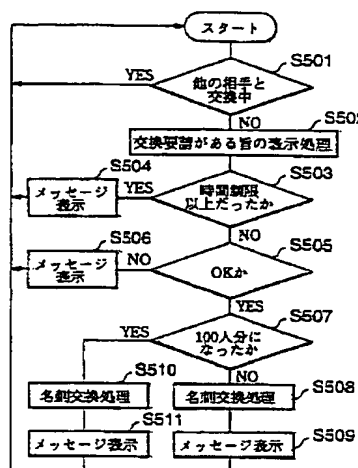 スタート
S501
YES
他の相手と
交換中
NO
S502
交換要請がある旨の表示処理
S504
S503
メッセージ
表示
YES
時間制限
以上だったか
S506
NO
S505
メッセージ
表示
NO
OKか
YES
S507
YES
100人分に
なったか
S510
NO
S508
名刺交換処理
名刺交換処理
S511
メッセージ表示
メッセージ表示
S509